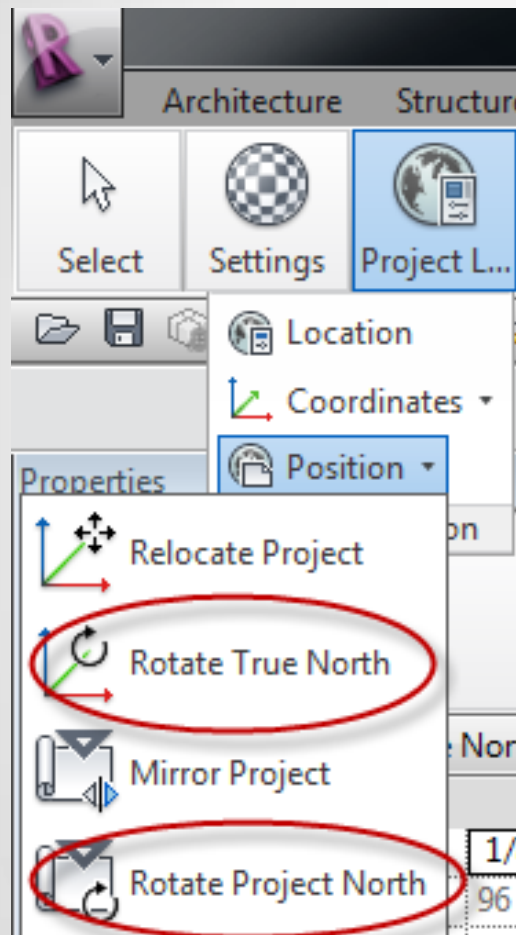 Architecture Structure
Select Settings Project L...
Location
Coordinates
Properties
Position
on
Relocate Project
Rotate True North
Nor
Mirror Project
1/
Rotate Project North
96